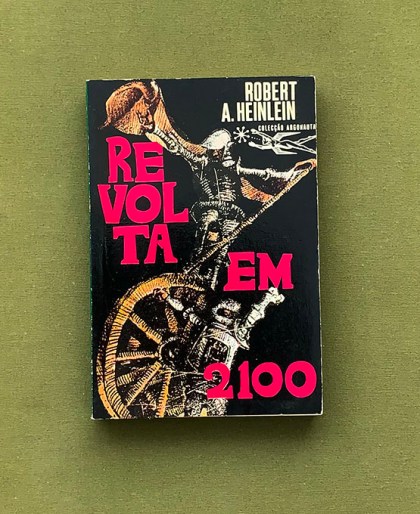 ROBERT
A. HEINLEIN
COLECÇÃO ARGONAUTA
RE
VOL
TA
EM
2100